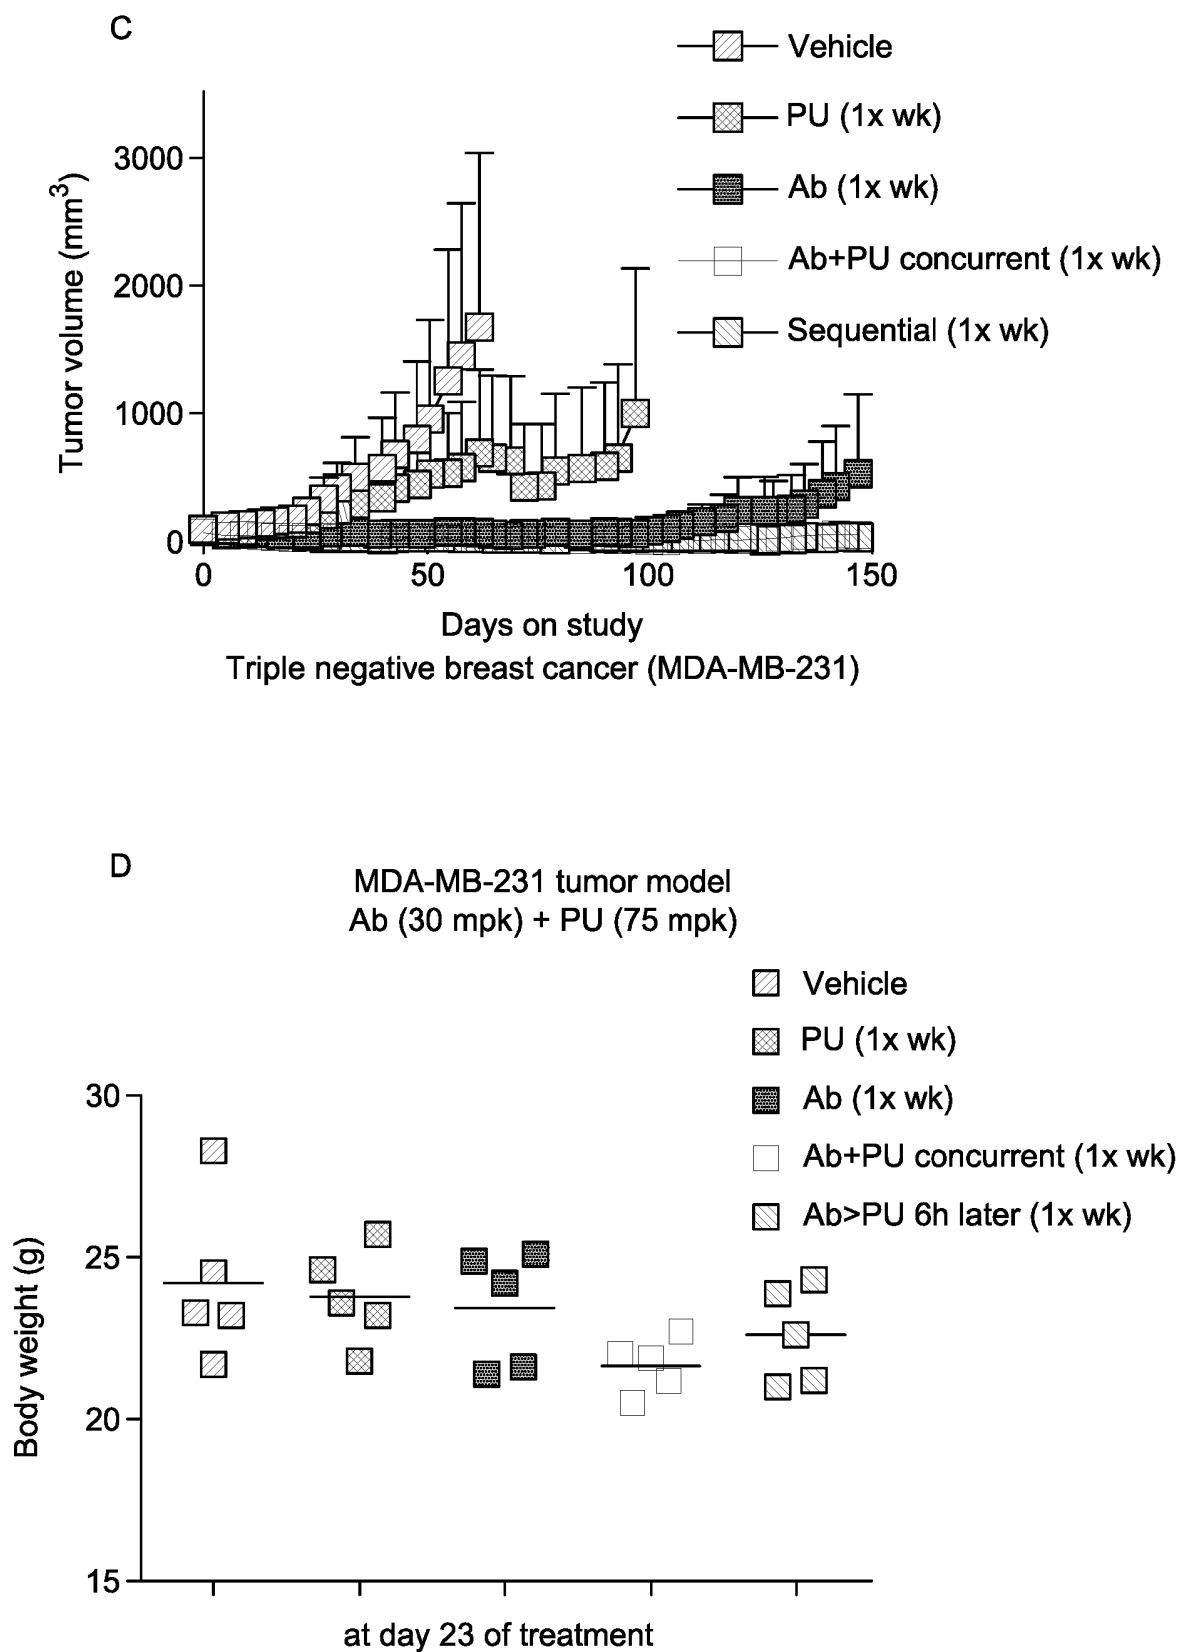 C
Vehicle
PU (1x wk)
Ab (1x wk)
Ab+PU concurrent (1x wk)
Sequential (1x wk)
Tumor volume (mm³)
3000
2000
1000
0
0 50 100 150
Days on study
Triple negative breast cancer (MDA-MB-231)
D
MDA-MB-231 tumor model
Ab (30 mpk) + PU (75 mpk)
Vehicle
PU (1x wk)
Ab (1x wk)
Ab+PU concurrent (1x wk)
Ab>PU 6h later (1x wk)
Body weight (g)
30
25
20
15
at day 23 of treatment